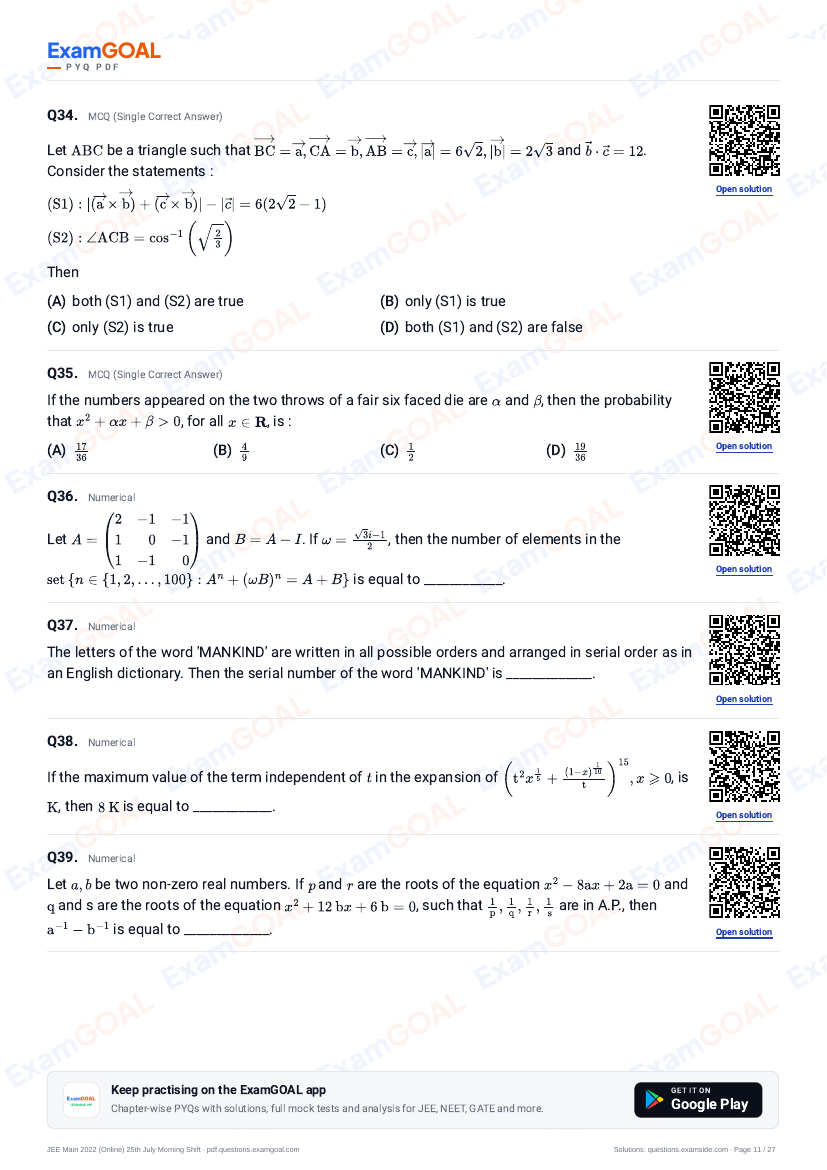 ExamGOAL
PYQ PDF
Q34. MCQ (Single Correct Answer)
Let ABC be a triangle such that $\overrightarrow{BC} = \overrightarrow{a}, \overrightarrow{CA} = \overrightarrow{b}, \overrightarrow{AB} = \overrightarrow{c}, |\overrightarrow{a}| = 6\sqrt{2}, |\overrightarrow{b}| = 2\sqrt{3}$ and $\vec{b} \cdot \vec{c} = 12$.
Consider the statements :
$(S1) : |(\overrightarrow{a} \times \overrightarrow{b}) + (\overrightarrow{c} \times \overrightarrow{b})| - |\vec{c}| = 6(2\sqrt{2} - 1)$
$(S2) : \angle ACB = \cos^{-1}\left(\sqrt{\frac{2}{3}}\right)$
Then
(A) both (S1) and (S2) are true
(B) only (S1) is true
(C) only (S2) is true
(D) both (S1) and (S2) are false
Open solution
Q35. MCQ (Single Correct Answer)
If the numbers appeared on the two throws of a fair six faced die are $\alpha$ and $\beta$, then the probability
that $x^2 + \alpha x + \beta > 0$, for all $x \in \mathbf{R}$, is :
(A) $\frac{17}{36}$
(B) $\frac{4}{9}$
(C) $\frac{1}{2}$
(D) $\frac{19}{36}$
Open solution
Q36. Numerical
Let $A = \begin{pmatrix} 2 & -1 & -1 \\ 1 & 0 & -1 \\ 1 & -1 & 0 \end{pmatrix}$ and $B = A - I$. If $\omega = \frac{\sqrt{3}i-1}{2}$, then the number of elements in the
set $\{n \in \{1, 2, \ldots, 100\} : A^n + (\omega B)^n = A + B\}$ is equal to ____________.
Open solution
Q37. Numerical
The letters of the word 'MANKIND' are written in all possible orders and arranged in serial order as in
an English dictionary. Then the serial number of the word 'MANKIND' is _____________.
Open solution
Q38. Numerical
If the maximum value of the term independent of $t$ in the expansion of $\left(t^2 x^{\frac{1}{5}} + \frac{(1-x)^{\frac{1}{10}}}{t}\right)^{15}, x \geqslant 0$, is
K, then 8 K is equal to ____________.
Open solution
Q39. Numerical
Let $a, b$ be two non-zero real numbers. If $p$ and $r$ are the roots of the equation $x^2 - 8ax + 2a = 0$ and
q and s are the roots of the equation $x^2 + 12\,bx + 6\,b = 0$, such that $\frac{1}{p}, \frac{1}{q}, \frac{1}{r}, \frac{1}{s}$ are in A.P., then
$a^{-1} - b^{-1}$ is equal to _____________.
Open solution
Keep practising on the ExamGOAL app
Chapter-wise PYQs with solutions, full mock tests and analysis for JEE, NEET, GATE and more.
GET IT ON
Google Play
JEE Main 2022 (Online) 25th July Morning Shift · pdf.questions.examgoal.com
Solutions: questions.examside.com · Page 11 / 27